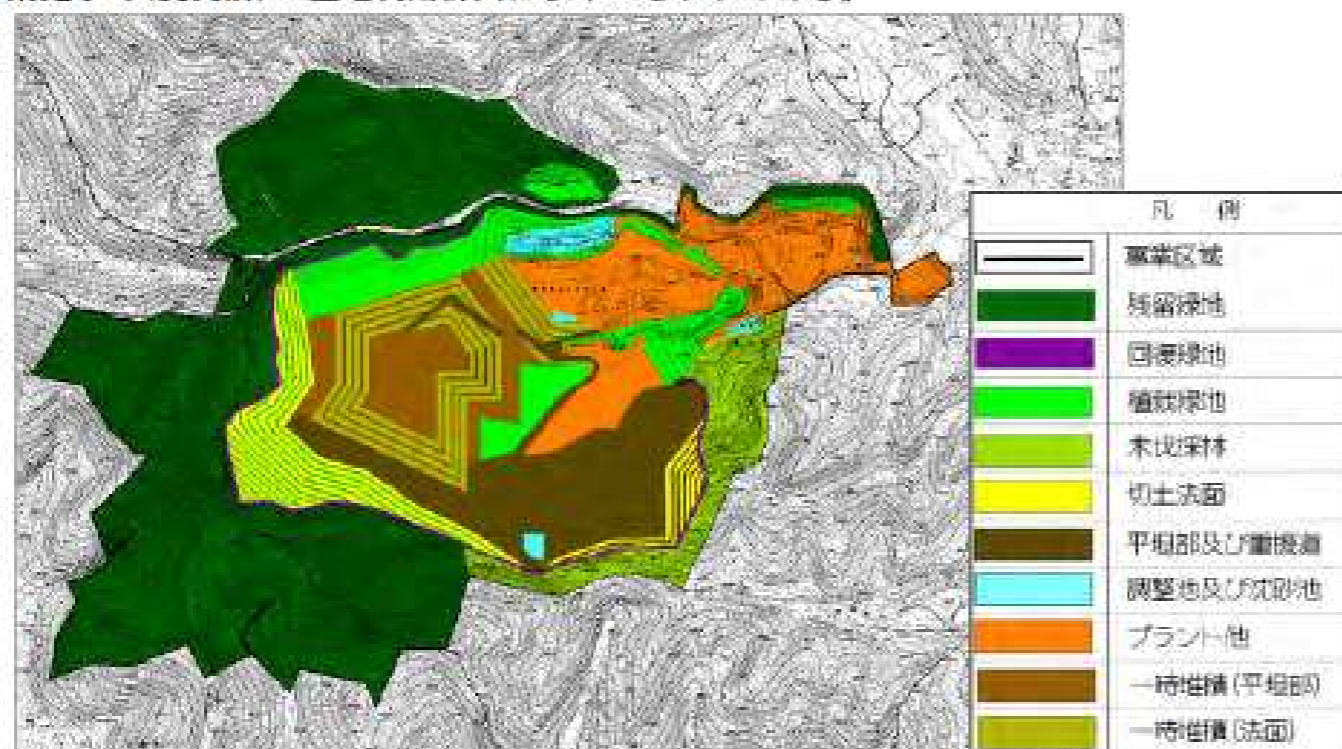 凡 例
事業区域
残留緑地
回復緑地
植栽緑地
未伐採林
切土法面
平坦部及び重機道
調整池及び沈砂池
プラント他
一時堆積(平坦部)
一時堆積(法面)